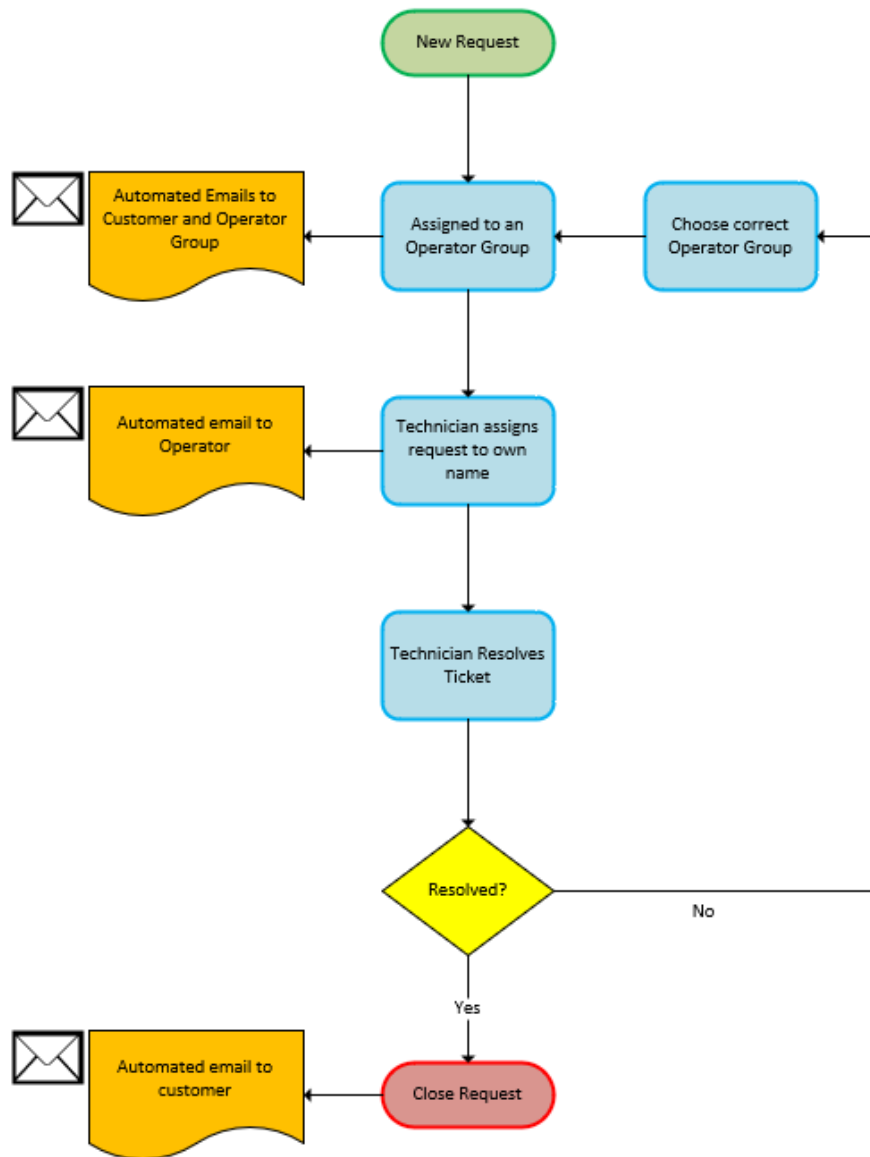 New Request
Automated Emails to
Customer and Operator
Group
Assigned to an
Operator Group
Choose correct
Operator Group
Automated email to
Operator
Technician assigns
request to own
name
Technician Resolves
Ticket
Resolved?
No
Yes
Automated email to
customer
Close Request